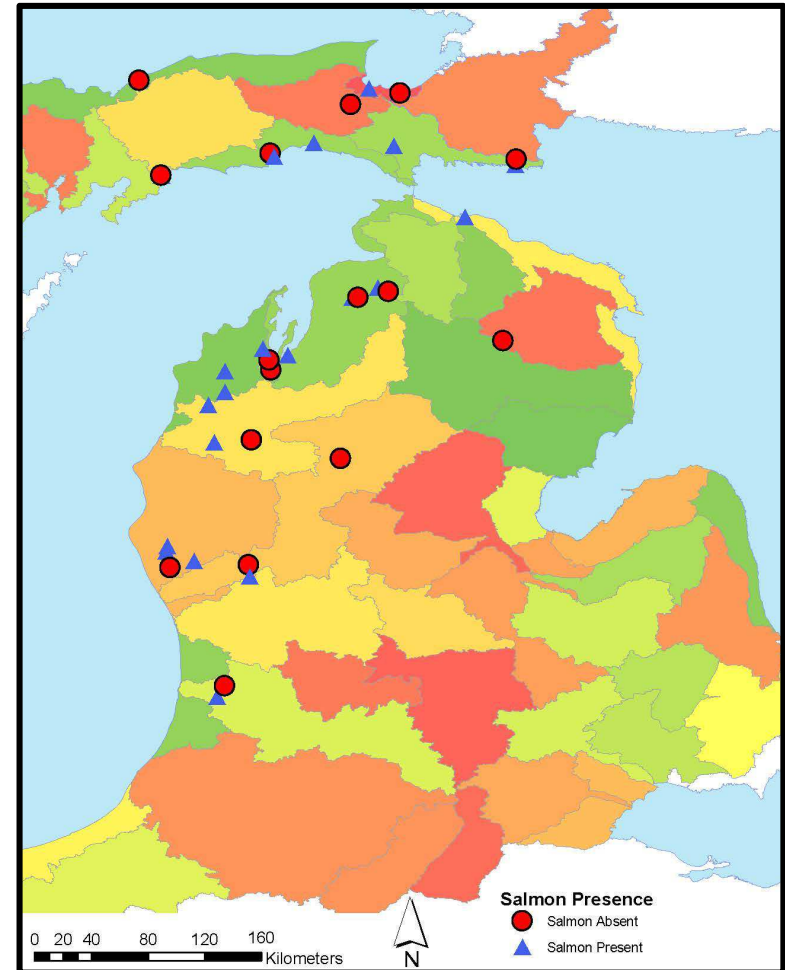 Salmon Presence
Salmon Absent
Salmon Present
0 20 40 80 120 160
Kilometers
N